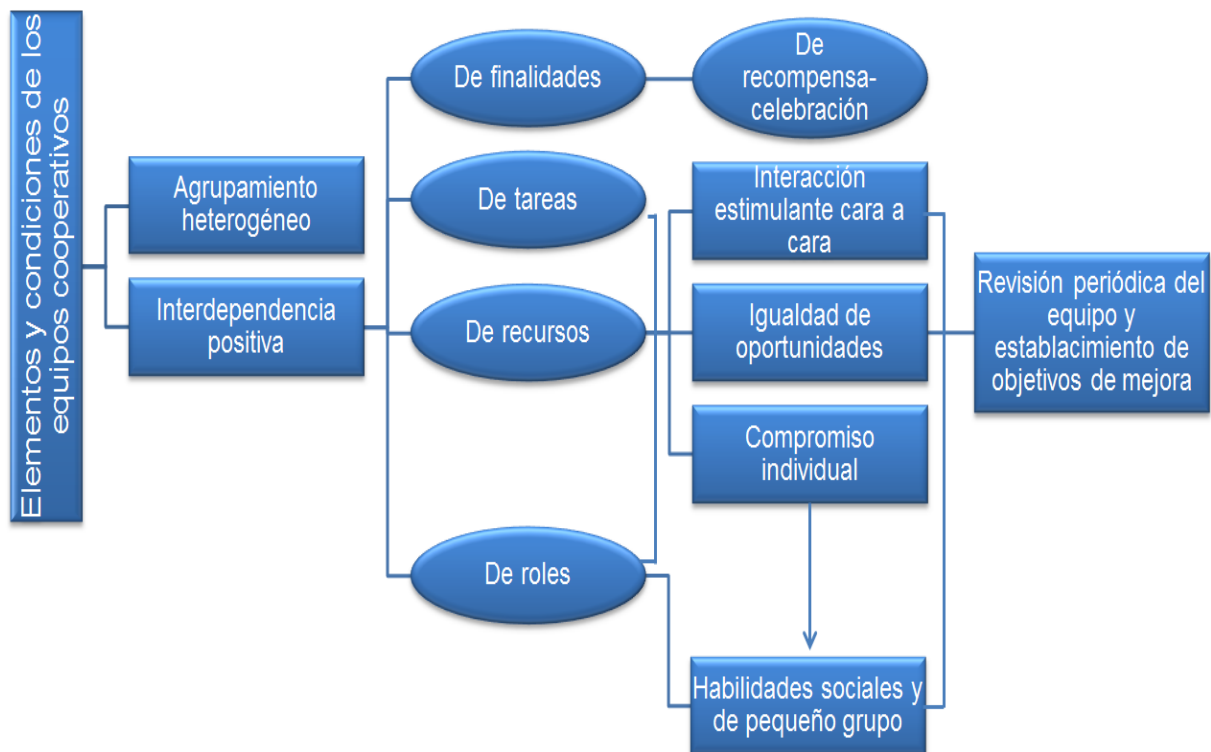 Elementos y condiciones de los
equipos cooperativos
Agrupamiento
heterogéneo
Interdependencia
positiva
De finalidades
De tareas
De recursos
De roles
De
recompensa-
celebración
Interacción
estimulante cara a
cara
Igualdad de
oportunidades
Compromiso
individual
Habilidades sociales y
de pequeño grupo
Revisión periódica del
equipo y
establacimiento de
objetivos de mejora